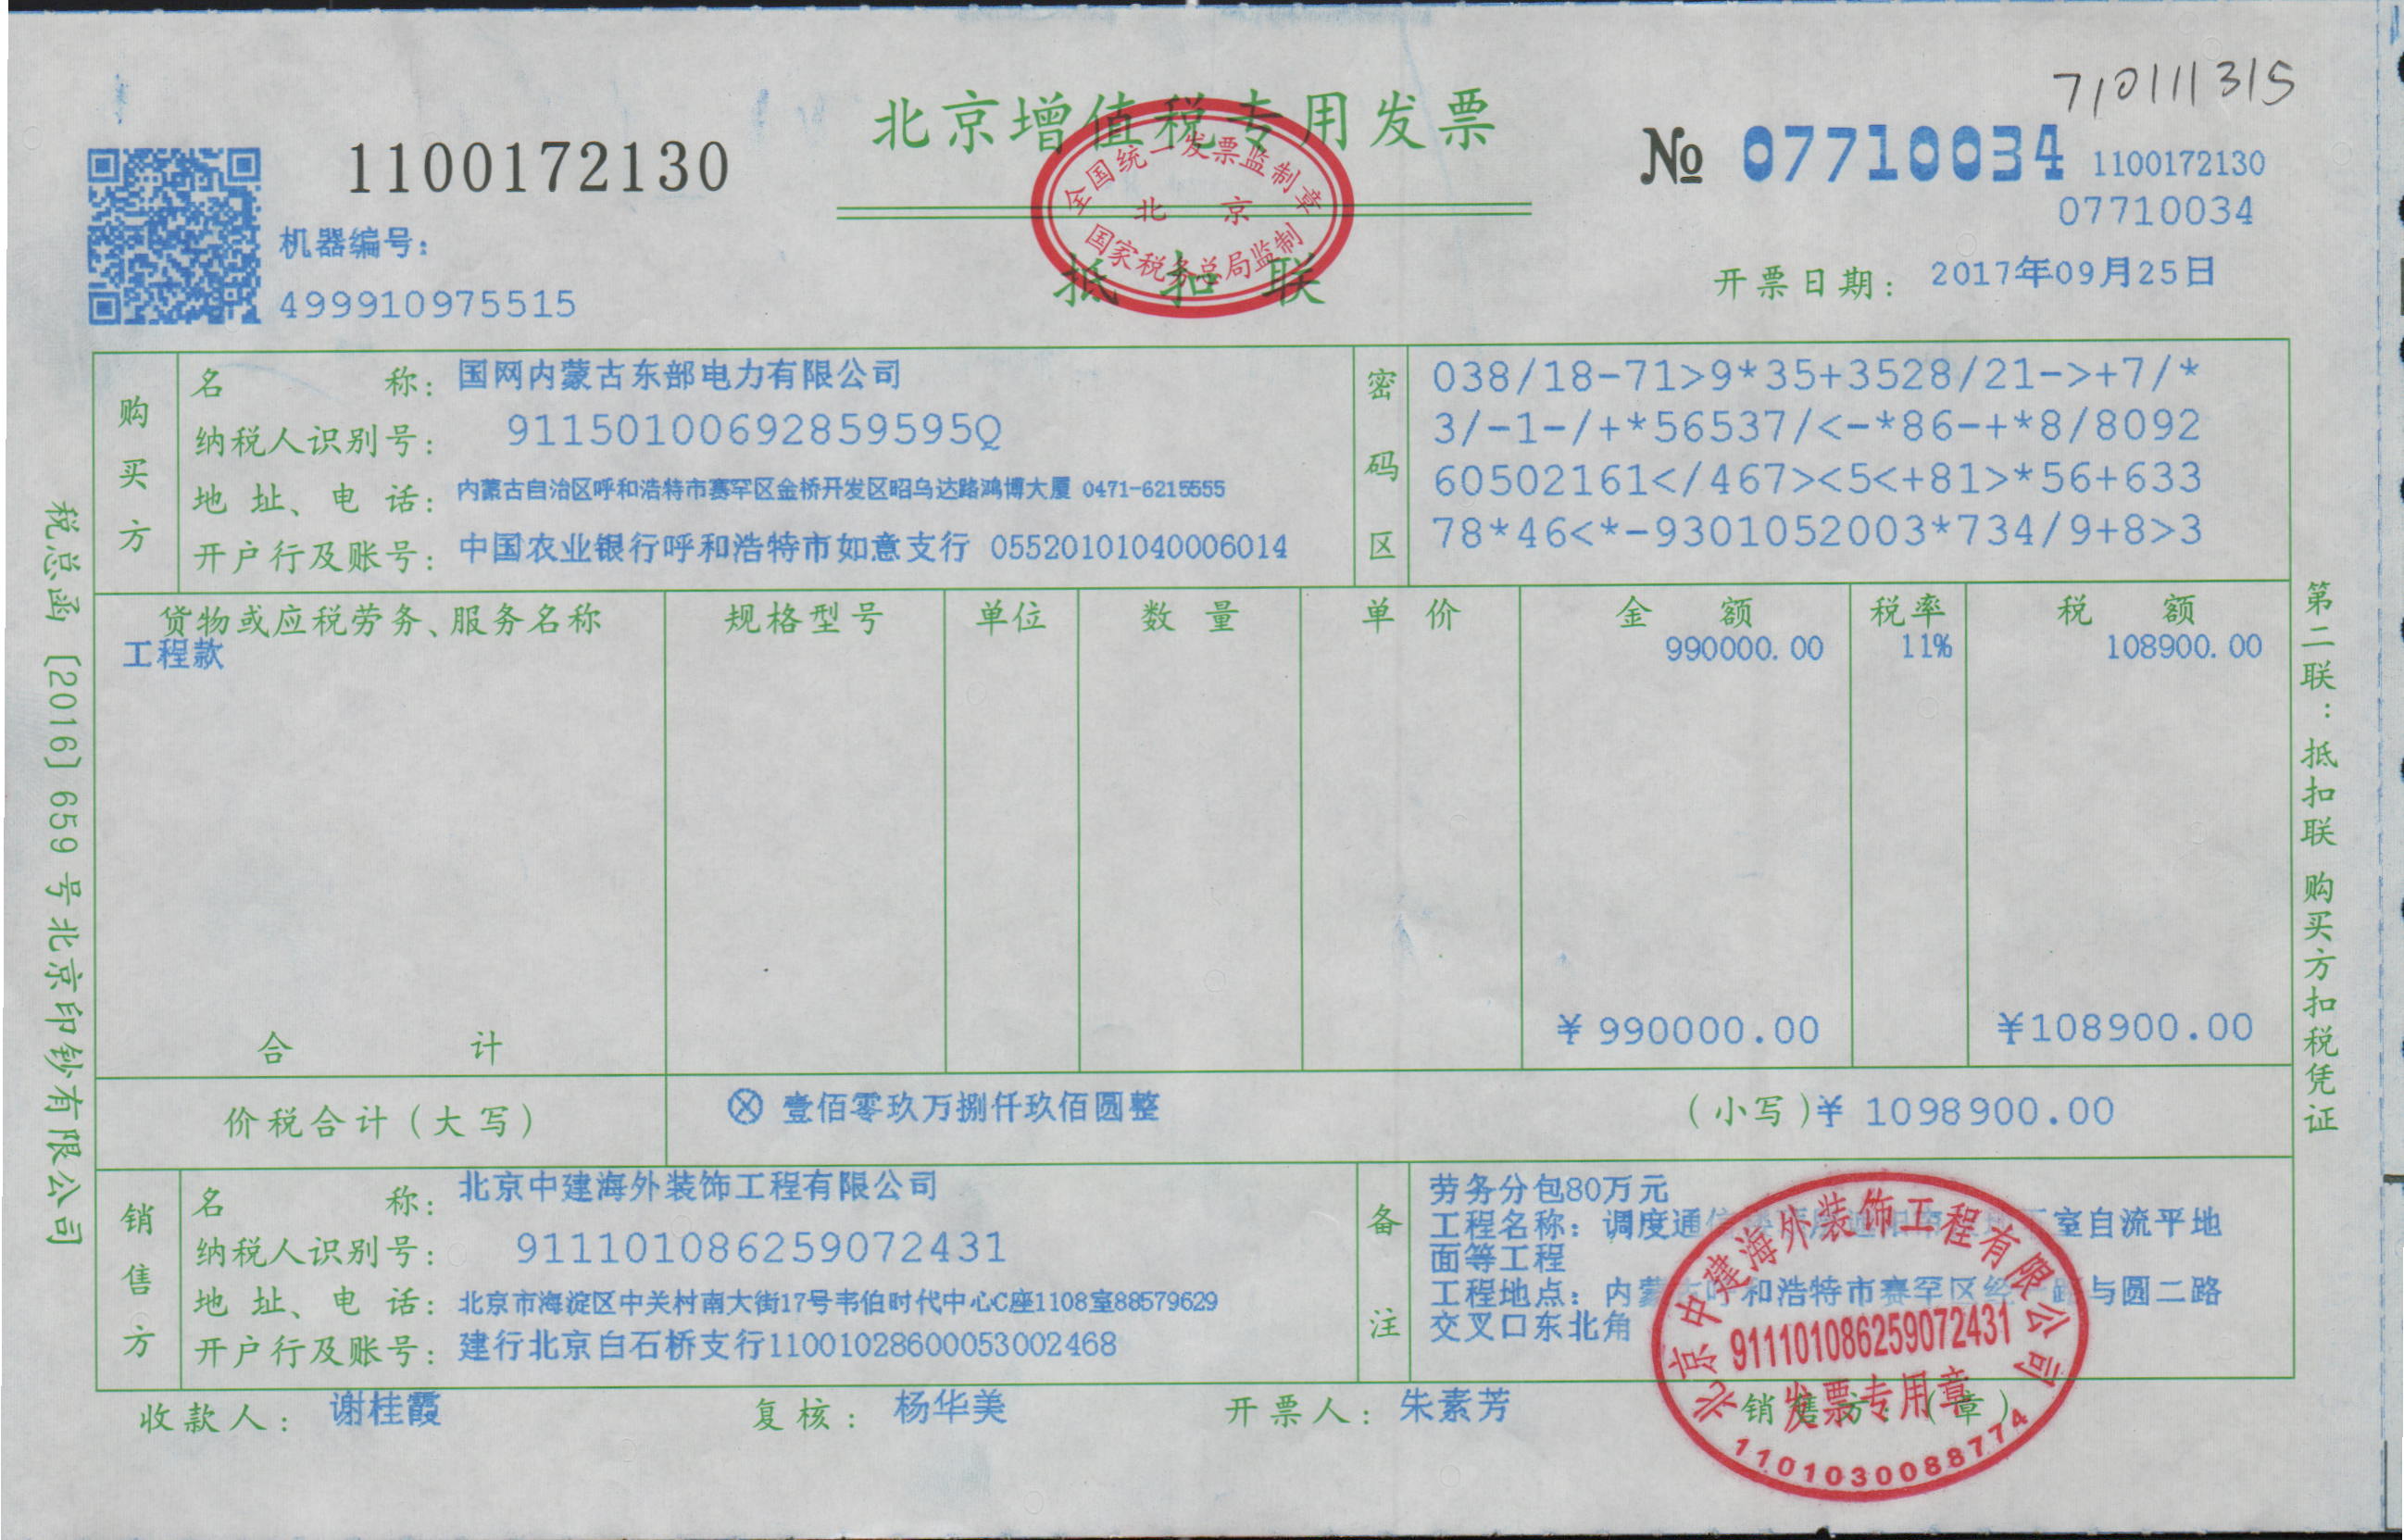 710111315
北京增值税专用发票
1100172130
№ 07710034 1100172130
07710034
机器编号:
499910975515
全国统一发票监制章
北 京
国家税务总局监制
抵 扣 联
开票日期: 2017年09月25日
购买方
名 称: 国网内蒙古东部电力有限公司
纳税人识别号: 91150100692859595Q
地 址、电 话: 内蒙古自治区呼和浩特市赛罕区金桥开发区昭乌达路鸿博大厦 0471-6215555
开户行及账号: 中国农业银行呼和浩特市如意支行 05520101040006014
密码区
038/18-71>9*35+3528/21->+7/*
3/-1-/+*56537/<-*86-+*8/8092
60502161</467><5<+81>*56+633
78*46<*-9301052003*734/9+8>3
货物或应税劳务、服务名称 规格型号 单位 数 量 单 价 金 额 税率 税 额
工程款 990000.00 11% 108900.00
合 计 ¥990000.00 ¥108900.00
价税合计(大写) ⊗ 壹佰零玖万捌仟玖佰圆整 (小写)¥ 1098900.00
销售方
名 称: 北京中建海外装饰工程有限公司
纳税人识别号: 911101086259072431
地 址、电 话: 北京市海淀区中关村南大街17号韦伯时代中心C座1108室88579629
开户行及账号: 建行北京白石桥支行11001028600053002468
备注
劳务分包80万元
工程名称: 调度通信 室自流平地
面等工程
工程地点: 内蒙古呼和浩特市赛罕区经 路与圆二路
交叉口东北角
北京中建海外装饰工程有限公司
911101086259072431
发票专用章
1101030088774
收款人: 谢桂霞 复核: 杨华美 开票人: 朱素芳 销售方:(章)
税总函〔2016〕659号北京印钞有限公司
第二联:抵扣联 购买方扣税凭证